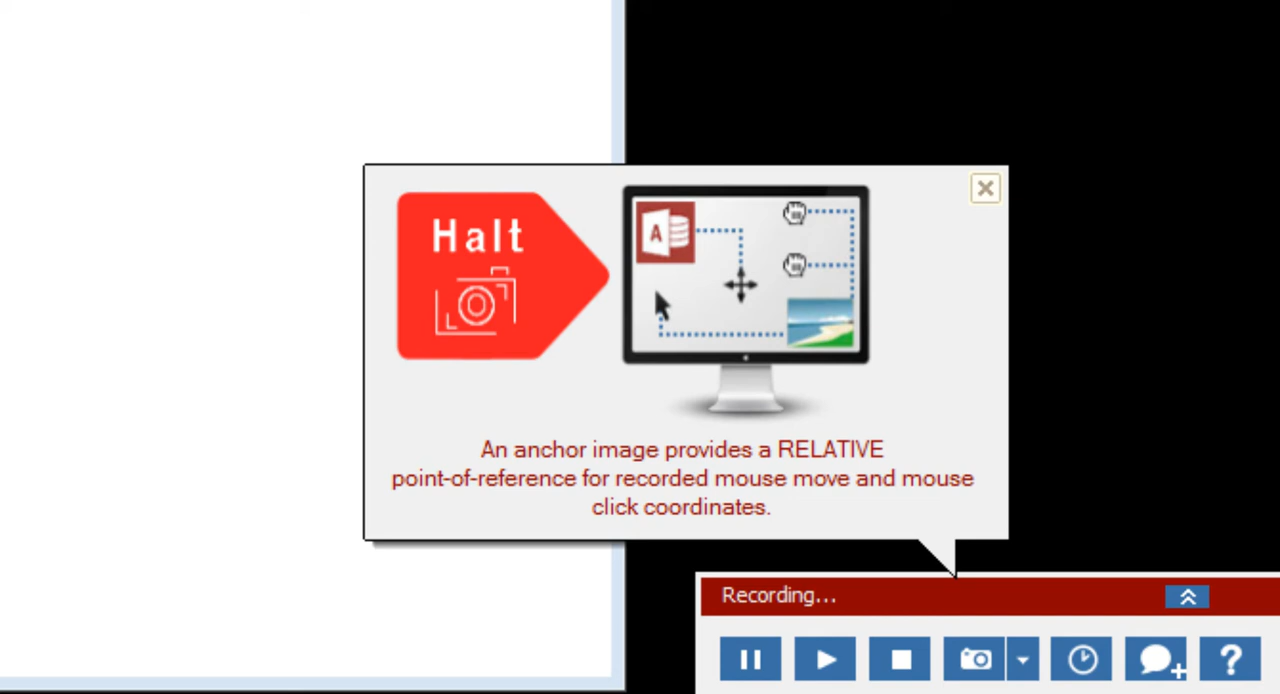 Halt
A
An anchor image provides a RELATIVE
point-of-reference for recorded mouse move and mouse
click coordinates.
Recording...
?